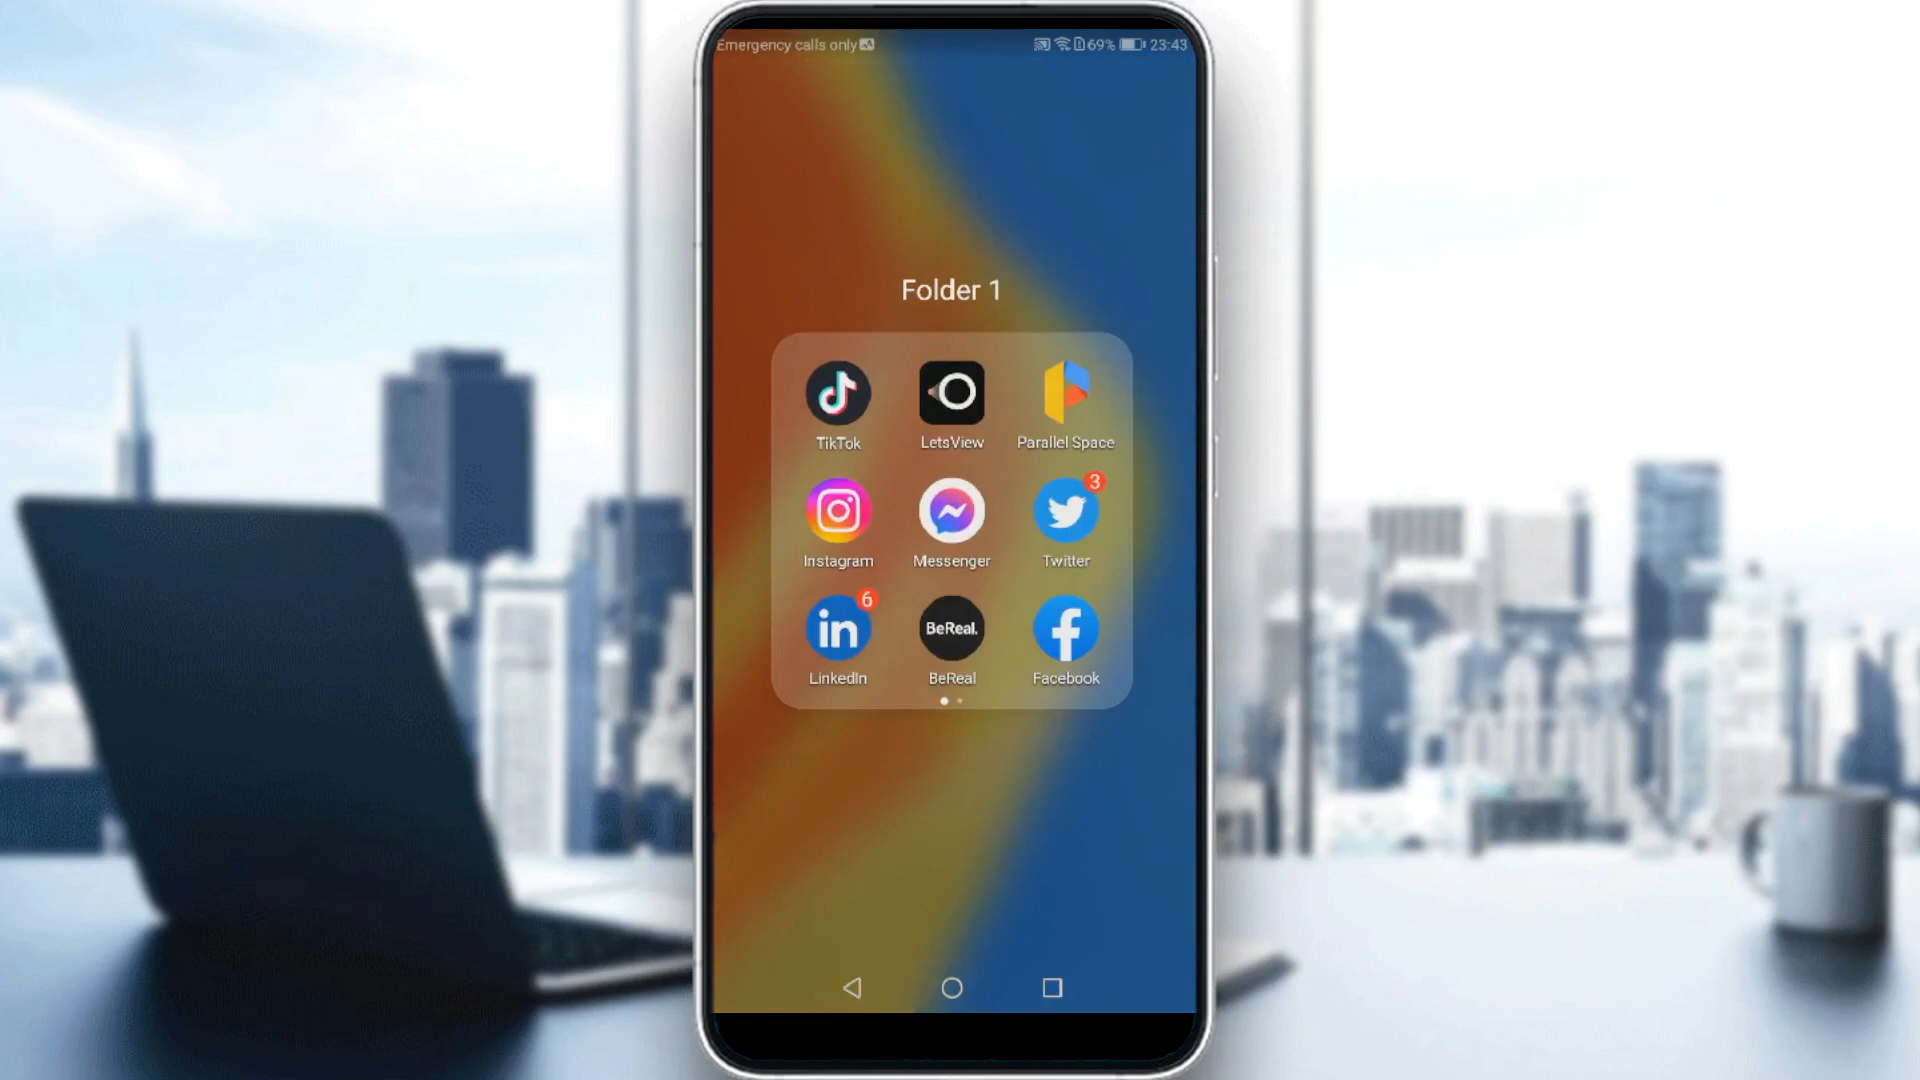 Emergency calls only 69% 23:43
Folder 1
TikTok LetsView Parallel Space
3
Instagram Messenger Twitter
6
in BeReal. f
LinkedIn BeReal Facebook